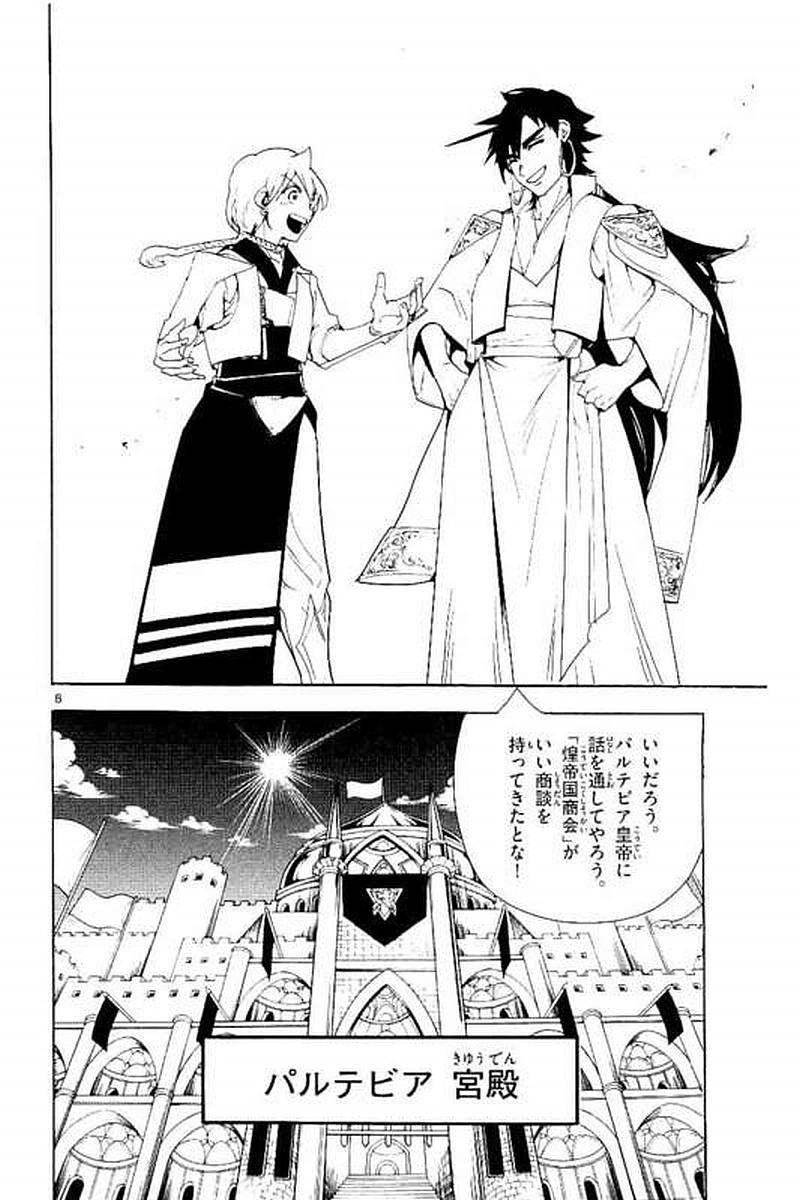 8
いいだろう。
パルテビア皇帝に
話を通してやろう。
「煌帝国商会」が
いい商談を
持ってきたとな!
パルテビア 宮殿